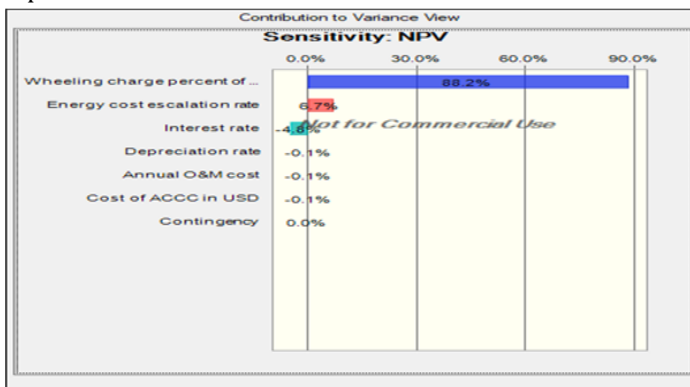 Contribution to Variance View
Sensitivity: NPV
0.0% 30.0% 60.0% 90.0%
Wheeling charge percent of ... 88.2%
Energy cost escalation rate 6.7%
Interest rate -4.8% Not for Commercial Use
Depreciation rate -0.1%
Annual O&M cost -0.1%
Cost of ACCC in USD -0.1%
Contingency 0.0%